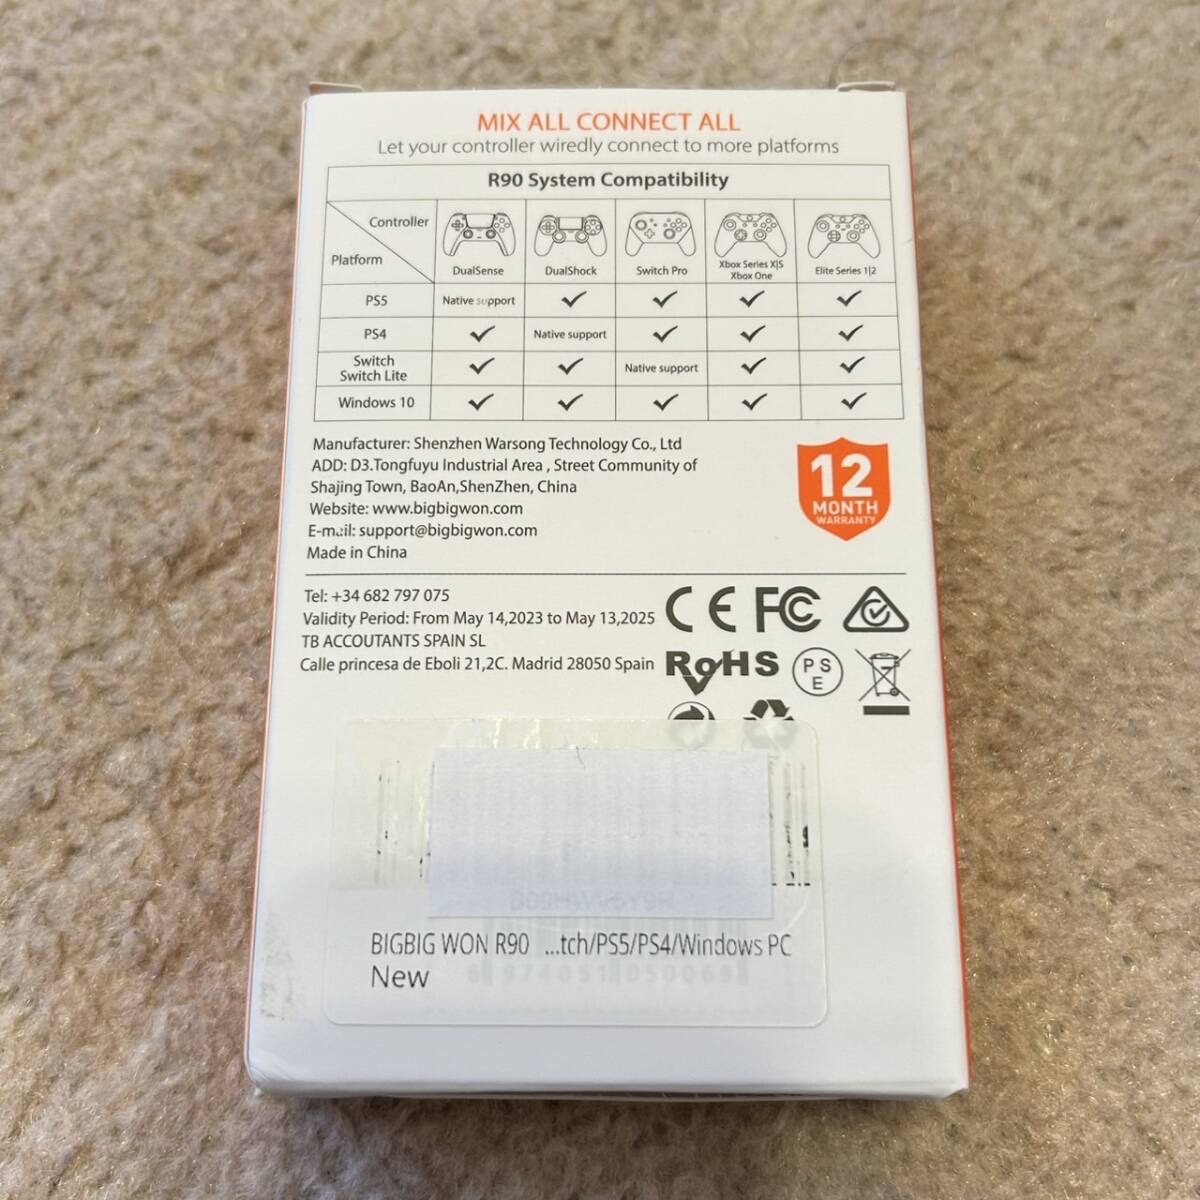 MIX ALL CONNECT ALL
Let your controller wiredly connect to more platforms
R90 System Compatibility
Controller
Platform
DualSense
DualShock
Switch Pro
Xbox Series X|S
Xbox One
Elite Series 1|2
PS5 Native support ✓ ✓ ✓ ✓
PS4 ✓ Native support ✓ ✓ ✓
Switch
Switch Lite
✓ ✓ Native support ✓ ✓
Windows 10 ✓ ✓ ✓ ✓ ✓
Manufacturer: Shenzhen Warsong Technology Co., Ltd
ADD: D3.Tongfuyu Industrial Area , Street Community of
Shajing Town, BaoAn,ShenZhen, China
Website: www.bigbigwon.com
E-mail: support@bigbigwon.com
Made in China
12
MONTH
WARRANTY
Tel: +34 682 797 075
Validity Period: From May 14,2023 to May 13,2025
TB ACCOUTANTS SPAIN SL
Calle princesa de Eboli 21,2C. Madrid 28050 Spain
CE FC
RoHS
PS
E
BIGBIG WON R90 ...tch/PS5/PS4/Windows PC
New
6 974051 050068